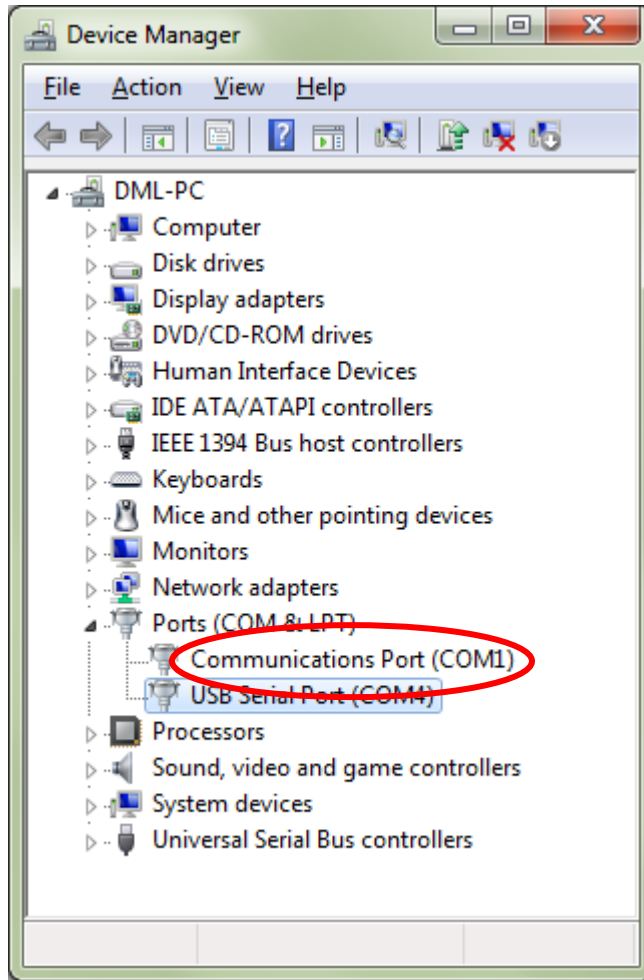 Device Manager
File Action View Help
DML-PC
Computer
Disk drives
Display adapters
DVD/CD-ROM drives
Human Interface Devices
IDE ATA/ATAPI controllers
IEEE 1394 Bus host controllers
Keyboards
Mice and other pointing devices
Monitors
Network adapters
Ports (COM & LPT)
Communications Port (COM1)
USB Serial Port (COM4)
Processors
Sound, video and game controllers
System devices
Universal Serial Bus controllers